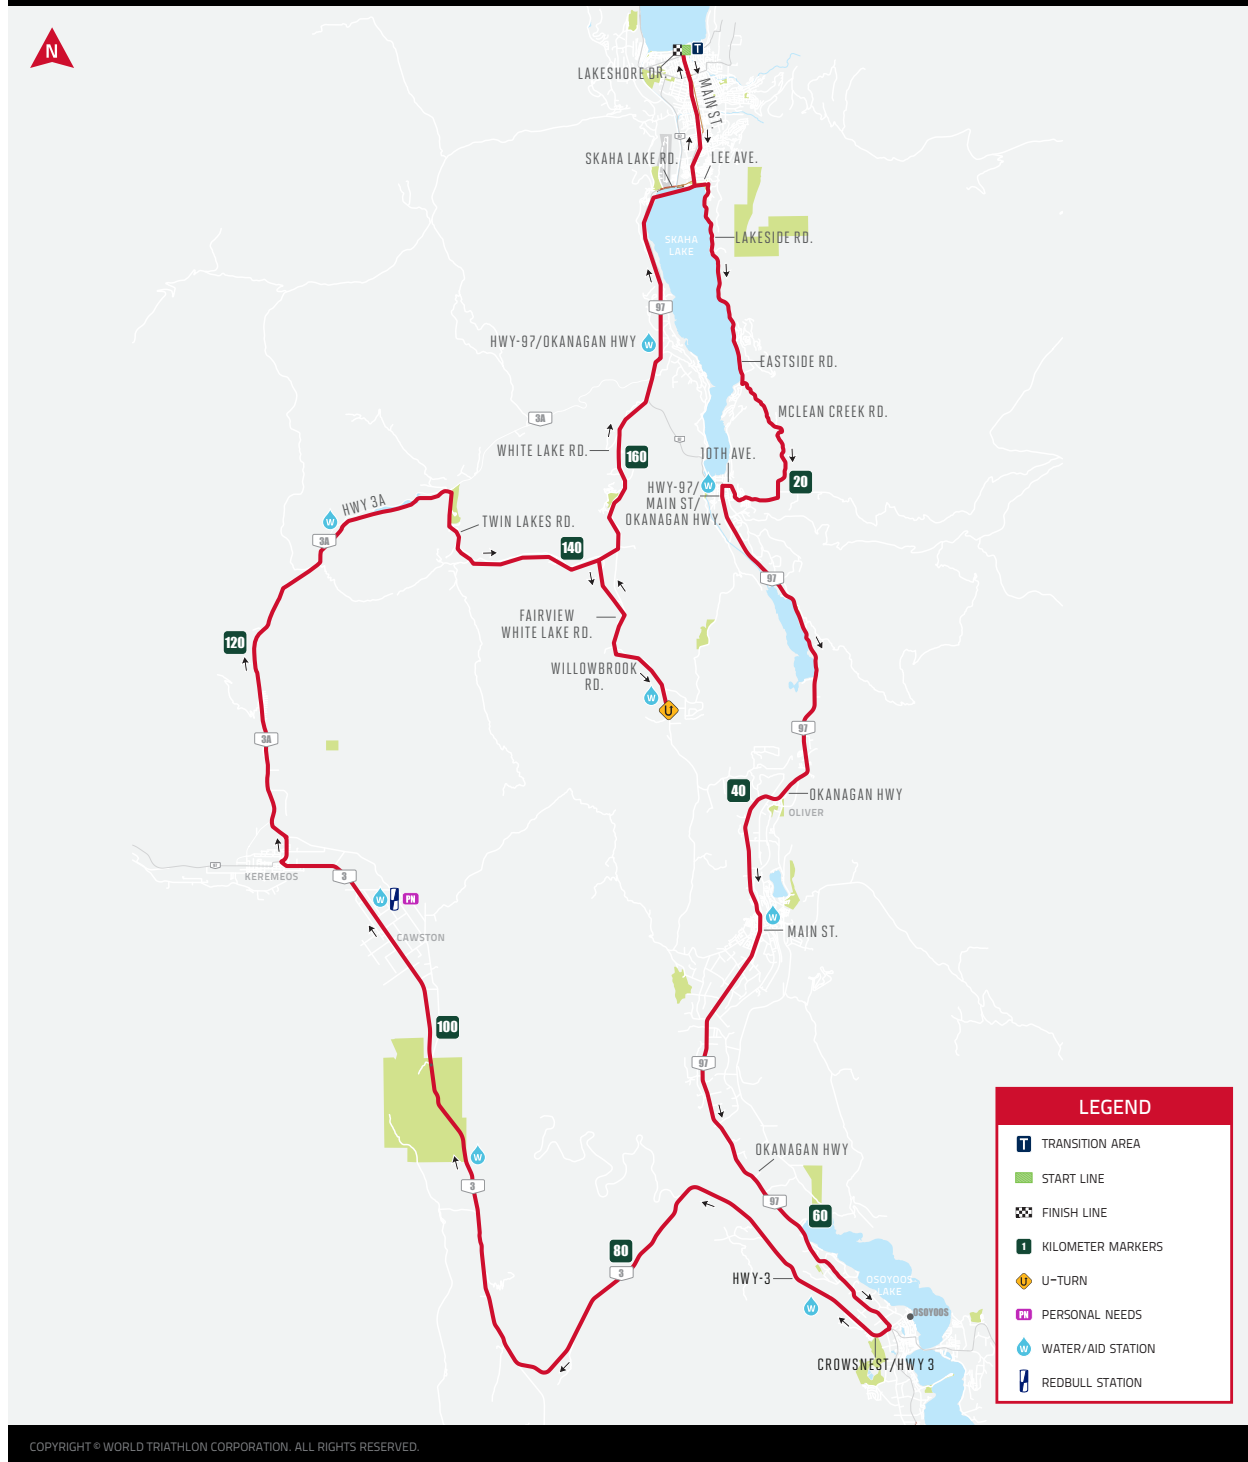 N
T
LAKESHORE DR.
MAIN ST.
SKAHA LAKE RD.
LEE AVE.
SKAHA
LAKE
LAKESIDE RD.
97
HWY-97/OKANAGAN HWY
W
EASTSIDE RD.
3A
MCLEAN CREEK RD.
WHITE LAKE RD.
160
10TH AVE.
20
W
HWY-97/
MAIN ST/
OKANAGAN HWY.
HWY 3A
W
3A
TWIN LAKES RD.
140
97
120
FAIRVIEW
WHITE LAKE RD.
WILLOWBROOK
RD.
W
U
3A
97
40
OKANAGAN HWY
OLIVER
KEREMEOS
3
W
PN
CAWSTON
W
MAIN ST.
100
97
OKANAGAN HWY
W
3
97
60
80
3
HWY-3
W
OSOYOOS
LAKE
OSOYOOS
CROWSNEST/HWY 3
LEGEND
T TRANSITION AREA
START LINE
FINISH LINE
1 KILOMETER MARKERS
U U-TURN
PN PERSONAL NEEDS
W WATER/AID STATION
REDBULL STATION
COPYRIGHT © WORLD TRIATHLON CORPORATION. ALL RIGHTS RESERVED.